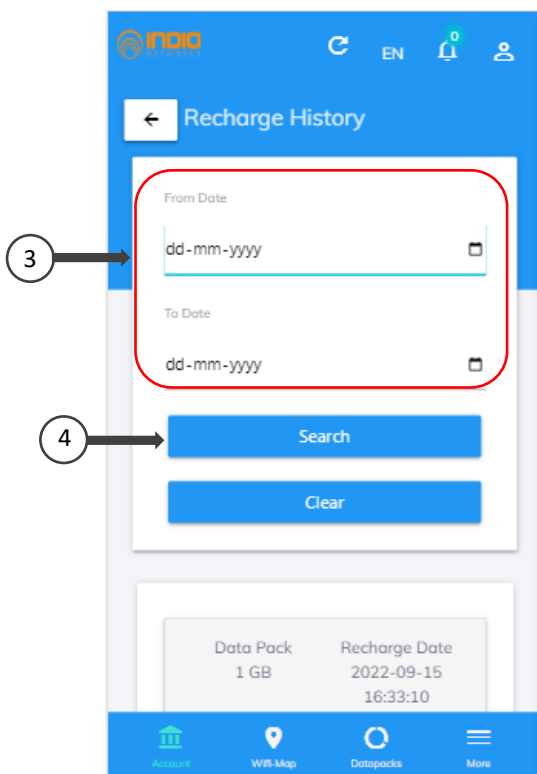 INDIO
NETWORKS
EN
0
Recharge History
From Date
3
dd-mm-yyyy
To Date
dd-mm-yyyy
4
Search
Clear
Data Pack Recharge Date
1 GB 2022-09-15
16:33:10
Account Wifi-Map Datapacks More